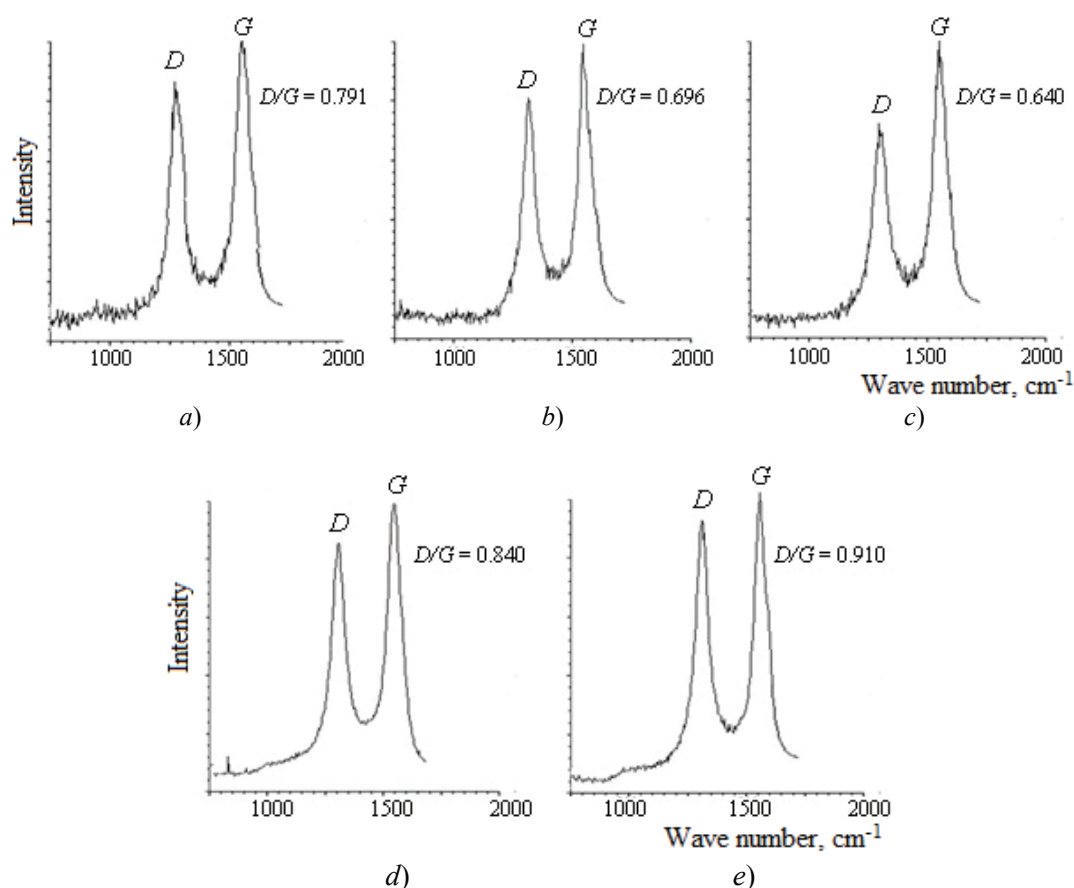 G
D
D/G = 0.791
Intensity
1000 1500 2000
a)
G
D
D/G = 0.696
1000 1500 2000
b)
G
D
D/G = 0.640
1000 1500 2000
Wave number, cm-1
c)
G
D
D/G = 0.840
Intensity
1000 1500 2000
d)
G
D
D/G = 0.910
1000 1500 2000
Wave number, cm-1
e)